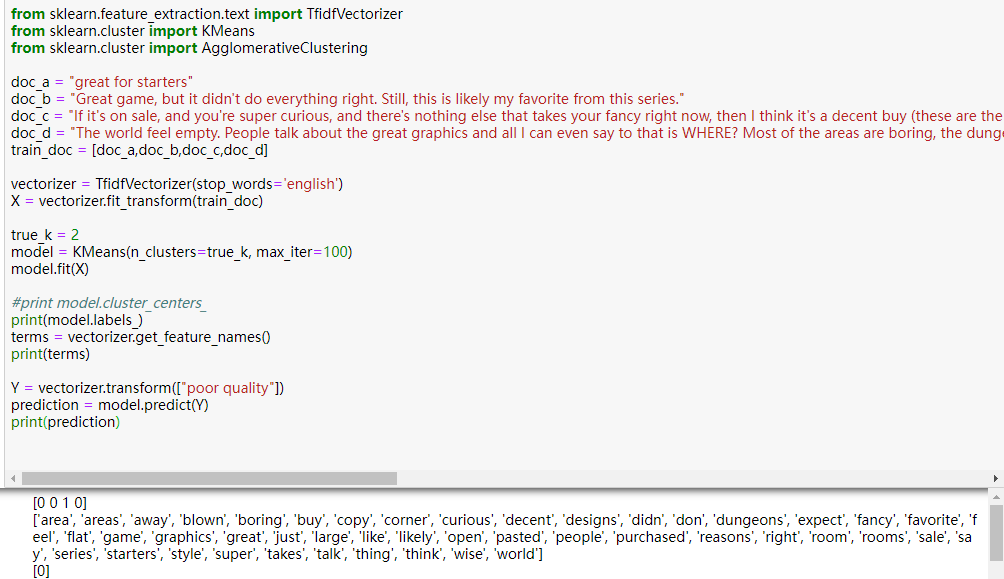 from sklearn.feature_extraction.text import TfidfVectorizer
from sklearn.cluster import KMeans
from sklearn.cluster import AgglomerativeClustering
doc_a = "great for starters"
doc_b = "Great game, but it didn't do everything right. Still, this is likely my favorite from this series."
doc_c = "If it's on sale, and you're super curious, and there's nothing else that takes your fancy right now, then I think it's a decent buy (these are the
doc_d = "The world feel empty. People talk about the great graphics and all I can even say to that is WHERE? Most of the areas are boring, the dung
train_doc = [doc_a,doc_b,doc_c,doc_d]
vectorizer = TfidfVectorizer(stop_words='english')
X = vectorizer.fit_transform(train_doc)
true_k = 2
model = KMeans(n_clusters=true_k, max_iter=100)
model.fit(X)
#print model.cluster_centers_
print(model.labels_)
terms = vectorizer.get_feature_names()
print(terms)
Y = vectorizer.transform(["poor quality"])
prediction = model.predict(Y)
print(prediction)
[0 0 1 0]
['area', 'areas', 'away', 'blown', 'boring', 'buy', 'copy', 'corner', 'curious', 'decent', 'designs', 'didn', 'don', 'dungeons', 'expect', 'fancy', 'favorite', 'f
eel', 'flat', 'game', 'graphics', 'great', 'just', 'large', 'like', 'likely', 'open', 'pasted', 'people', 'purchased', 'reasons', 'right', 'room', 'rooms', 'sale', 'sa
y', 'series', 'starters', 'style', 'super', 'takes', 'talk', 'thing', 'think', 'wise', 'world']
[0]